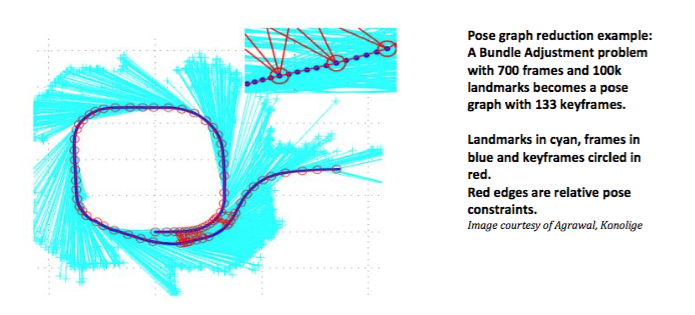 Pose graph reduction example:
A Bundle Adjustment problem
with 700 frames and 100k
landmarks becomes a pose
graph with 133 keyframes.
Landmarks in cyan, frames in
blue and keyframes circled in
red.
Red edges are relative pose
constraints.
Image courtesy of Agrawal, Konolige